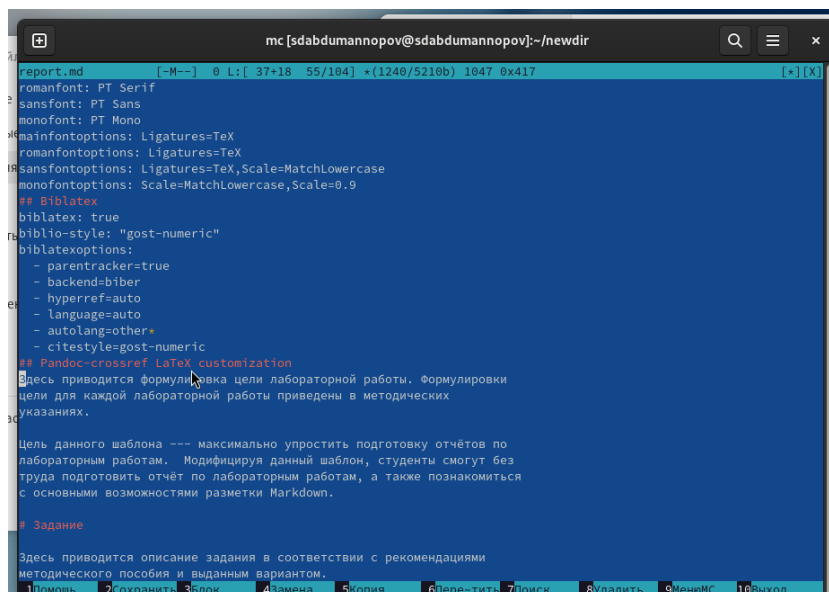 mc [sdabdumannopov@sdabdumannopov]:~/newdir
report.md [-M--] 0 L:[ 37+18 55/104] *(1240/5210b) 1047 0x417 [*][X]
romanfont: PT Serif
sansfont: PT Sans
monofont: PT Mono
mainfontoptions: Ligatures=TeX
romanfontoptions: Ligatures=TeX
sansfontoptions: Ligatures=TeX,Scale=MatchLowercase
monofontoptions: Scale=MatchLowercase,Scale=0.9
## Biblatex
biblatex: true
biblio-style: "gost-numeric"
biblatexoptions:
- parentracker=true
- backend=biber
- hyperref=auto
- language=auto
- autolang=other*
- citestyle=gost-numeric
## Pandoc-crossref LaTeX customization
Здесь приводится формулировка цели лабораторной работы. Формулировки
цели для каждой лабораторной работы приведены в методических
указаниях.
Цель данного шаблона --- максимально упростить подготовку отчётов по
лабораторным работам.  Модифицируя данный шаблон, студенты смогут без
труда подготовить отчёт по лабораторным работам, а также познакомиться
с основными возможностями разметки Markdown.
# Задание
Здесь приводится описание задания в соответствии с рекомендациями
методического пособия и выданным вариантом.
1Помощь 2Сохранить 3Блок 4Замена 5Копия 6Пере~тить 7Поиск 8Удалить 9МенюMC 10Выход